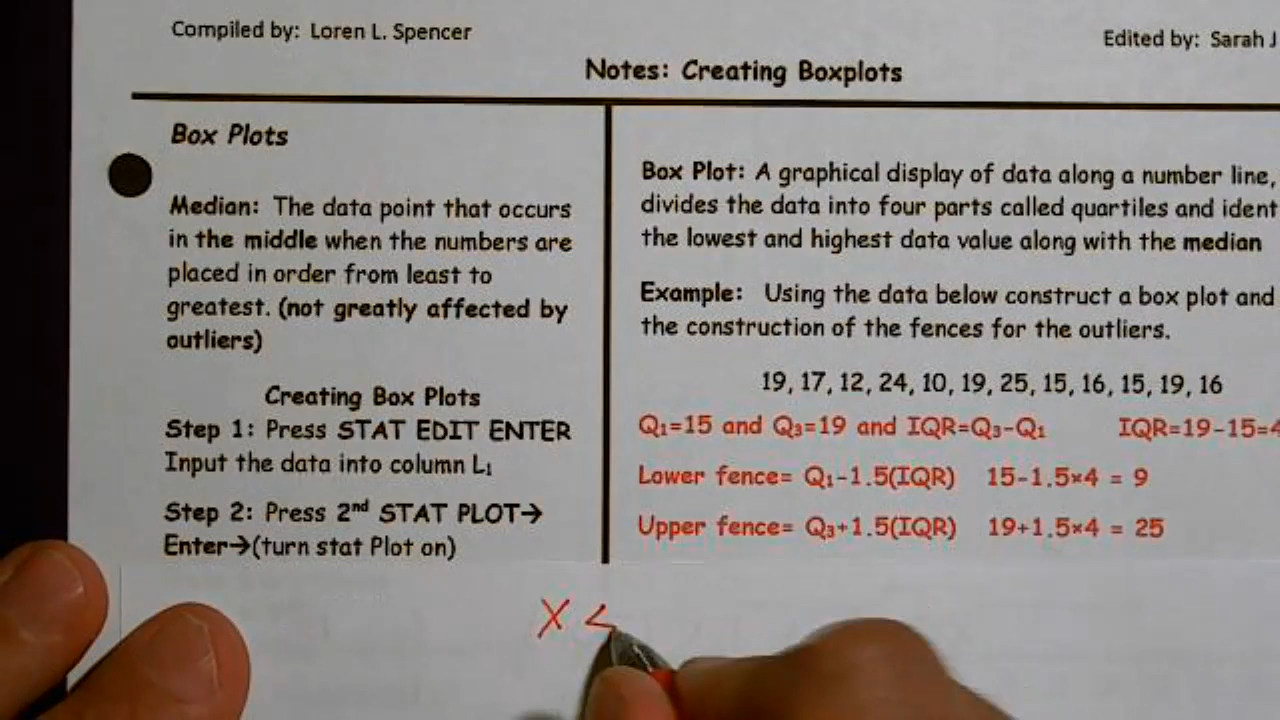 Compiled by: Loren L. Spencer
Edited by: Sarah J
Notes: Creating Boxplots
Box Plots
Median: The data point that occurs
in the middle when the numbers are
placed in order from least to
greatest. (not greatly affected by
outliers)
Creating Box Plots
Step 1: Press STAT EDIT ENTER
Input the data into column L₁
Step 2: Press 2nd STAT PLOT→
Enter→(turn stat Plot on)
Box Plot: A graphical display of data along a number line,
divides the data into four parts called quartiles and ident
the lowest and highest data value along with the median
Example: Using the data below construct a box plot and
the construction of the fences for the outliers.
19, 17, 12, 24, 10, 19, 25, 15, 16, 15, 19, 16
Q₁=15 and Q₃=19 and IQR=Q₃-Q₁ IQR=19-15=4
Lower fence= Q₁-1.5(IQR) 15-1.5×4 = 9
Upper fence= Q₃+1.5(IQR) 19+1.5×4 = 25
X <